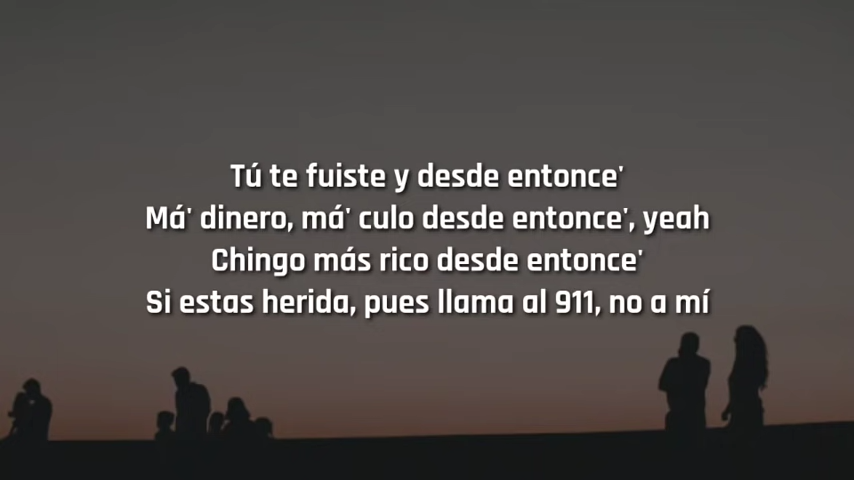 Tú te fuiste y desde entonce'
Má' dinero, má' culo desde entonce', yeah
Chingo más rico desde entonce'
Si estas herida, pues llama al 911, no a mí